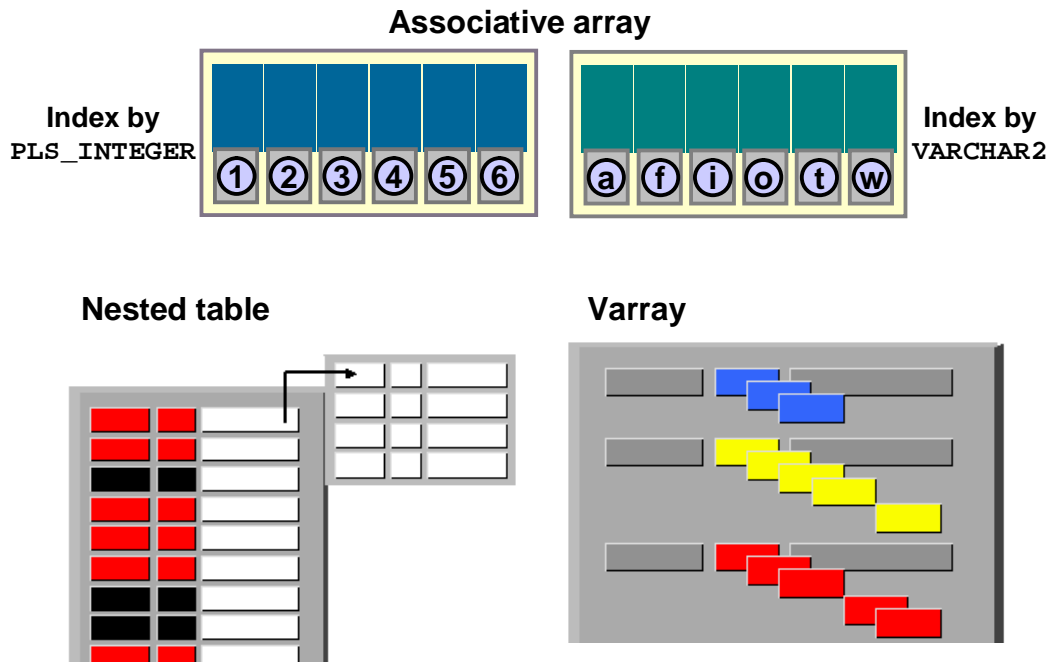 Associative array
Index by
PLS_INTEGER
1 2 3 4 5 6
a f i o t w
Index by
VARCHAR2
Nested table
Varray